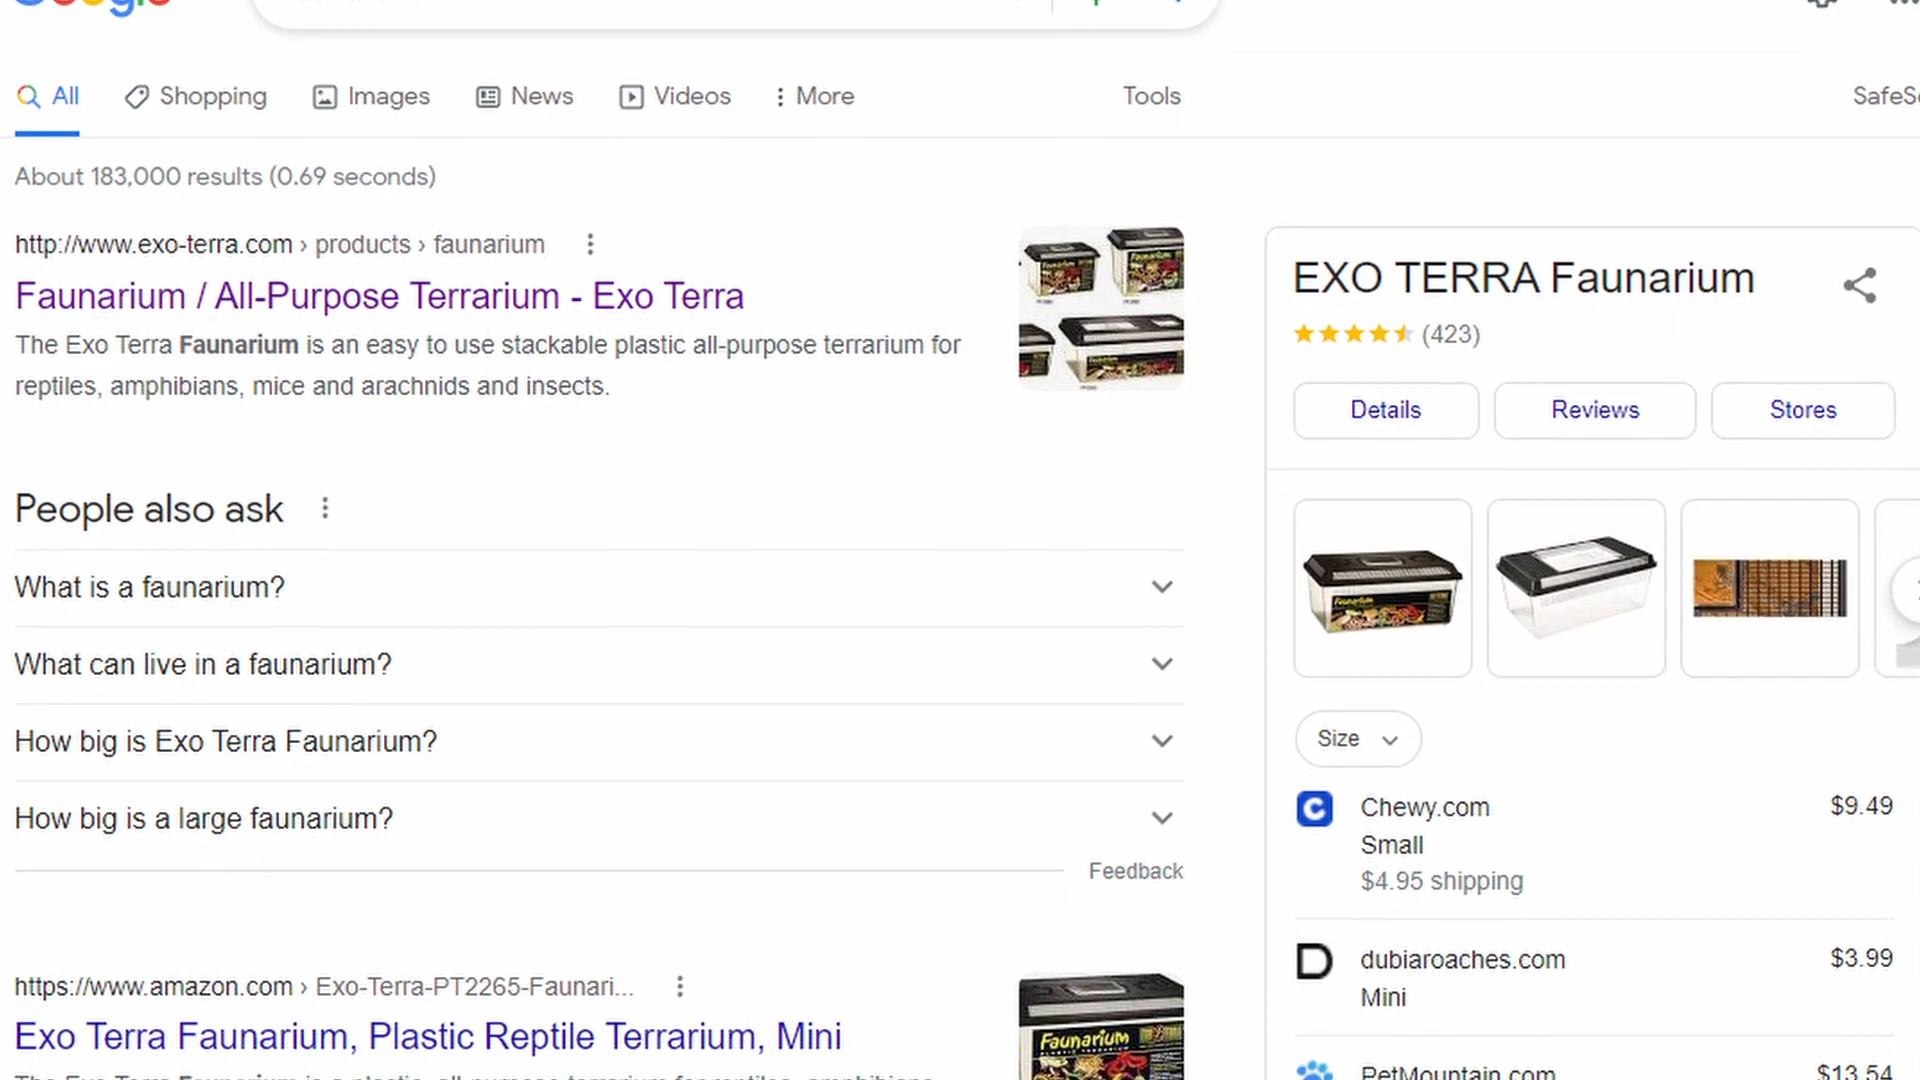 All Shopping Images News Videos More Tools
About 183,000 results (0.69 seconds)
http://www.exo-terra.com › products › faunarium
Faunarium / All-Purpose Terrarium - Exo Terra
The Exo Terra Faunarium is an easy to use stackable plastic all-purpose terrarium for
reptiles, amphibians, mice and arachnids and insects.
People also ask
What is a faunarium?
What can live in a faunarium?
How big is Exo Terra Faunarium?
How big is a large faunarium?
Feedback
https://www.amazon.com › Exo-Terra-PT2265-Faunari...
Exo Terra Faunarium, Plastic Reptile Terrarium, Mini
Faunarium
EXO TERRA Faunarium
(423)
Details Reviews Stores
Faunarium
Size
Chewy.com $9.49
Small
$4.95 shipping
dubiaroaches.com $3.99
Mini
PetMountain.com $13.54